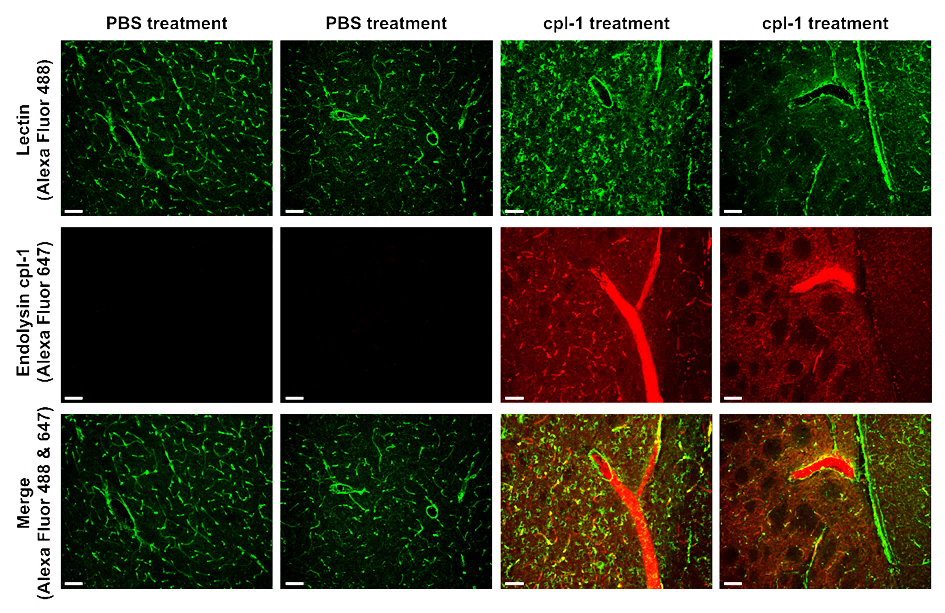 PBS treatment
PBS treatment
cpl-1 treatment
cpl-1 treatment
Lectin
(Alexa Fluor 488)
Endolysin cpl-1
(Alexa Fluor 647)
Merge
(Alexa Fluor 488 & 647)